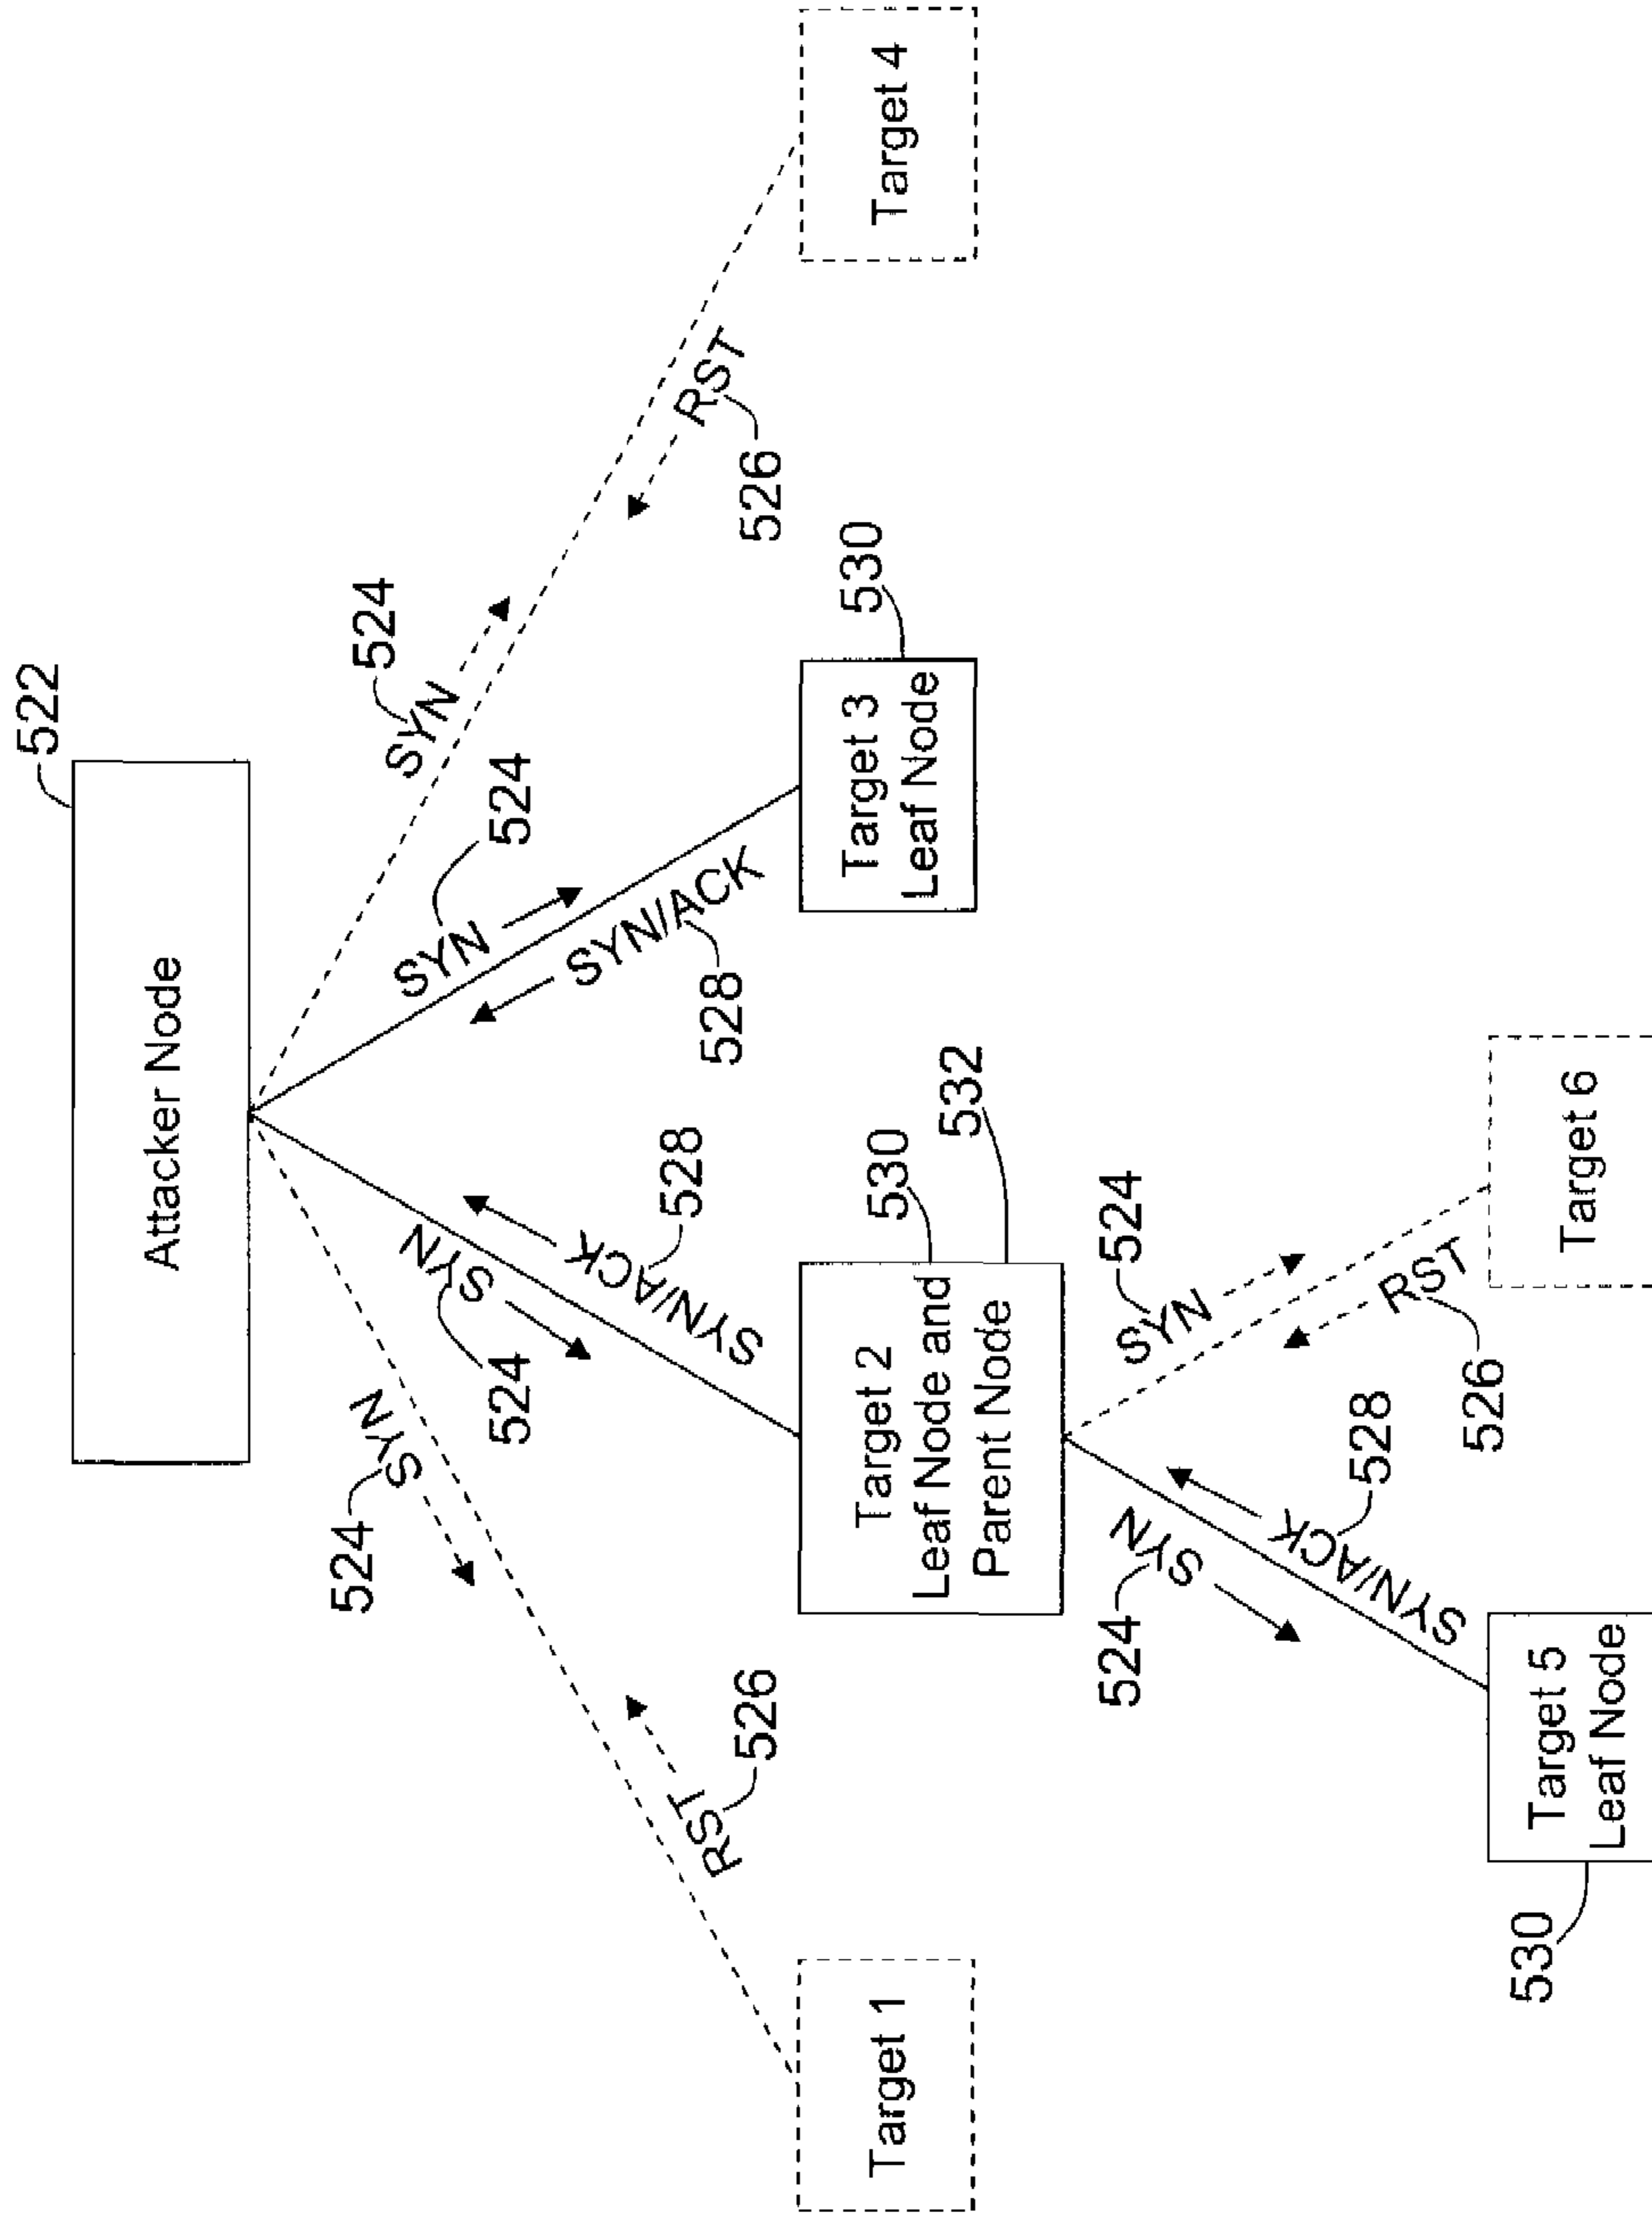 522
Attacker Node
524
SYN
SYN
524
SYN
524
SYN
524
RST
526
SYN/ACK
528
SYN/ACK
528
RST
526
Target 1
Target 2
Leaf Node and
Parent Node
530
532
Target 3
Leaf Node
530
Target 4
524
SYN
SYN
524
SYN/ACK
528
RST
526
530
Target 5
Leaf Node
Target 6